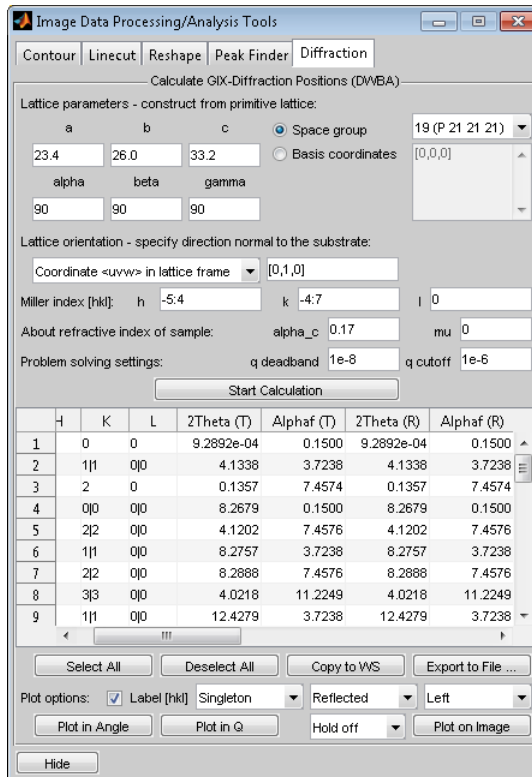 Image Data Processing/Analysis Tools
Contour Linecut Reshape Peak Finder Diffraction
Calculate GIX-Diffraction Positions (DWBA)
Lattice parameters - construct from primitive lattice:
a b c Space group 19 (P 21 21 21)
23.4 26.0 33.2 Basis coordinates [0,0,0]
alpha beta gamma
90 90 90
Lattice orientation - specify direction normal to the substrate:
Coordinate <uvw> in lattice frame [0,1,0]
Miller index [hkl]: h -5:4 k -4:7 l 0
About refractive index of sample: alpha_c 0.17 mu 0
Problem solving settings: q deadband 1e-8 q cutoff 1e-6
Start Calculation
H K L 2Theta (T) Alphaf (T) 2Theta (R) Alphaf (R)
1 0 0 9.2892e-04 0.1500 9.2892e-04 0.1500
2 1|1 0|0 4.1338 3.7238 4.1338 3.7238
3 2 0 0.1357 7.4574 0.1357 7.4574
4 0|0 0|0 8.2679 0.1500 8.2679 0.1500
5 2|2 0|0 4.1202 7.4576 4.1202 7.4576
6 1|1 0|0 8.2757 3.7238 8.2757 3.7238
7 2|2 0|0 8.2888 7.4576 8.2888 7.4576
8 3|3 0|0 4.0218 11.2249 4.0218 11.2249
9 1|1 0|0 12.4279 3.7238 12.4279 3.7238
Select All Deselect All Copy to WS Export to File ...
Plot options: Label [hkl] Singleton Reflected Left
Plot in Angle Plot in Q Hold off Plot on Image
Hide